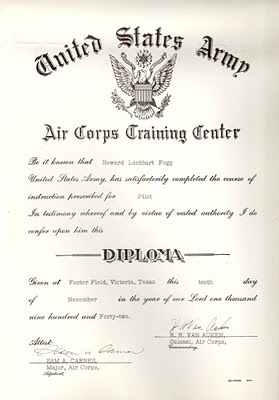 United States Army
Air Corps Training Center
Be it known that Howard Lockhart Fogg
United States Army, has satisfactorily completed the course of
instruction prescribed for Pilot
In testimony whereof and by virtue of vested authority I do
confer upon him this
DIPLOMA
Given at Foster Field, Victoria, Texas this tenth day
of November in the year of our Lord one thousand
nine hundred and Forty-two.
H. H. VAN AUKEN,
Colonel, Air Corps,
Commanding.
Attest:
SAM A. CARNES,
Major, Air Corps,
Adjutant.